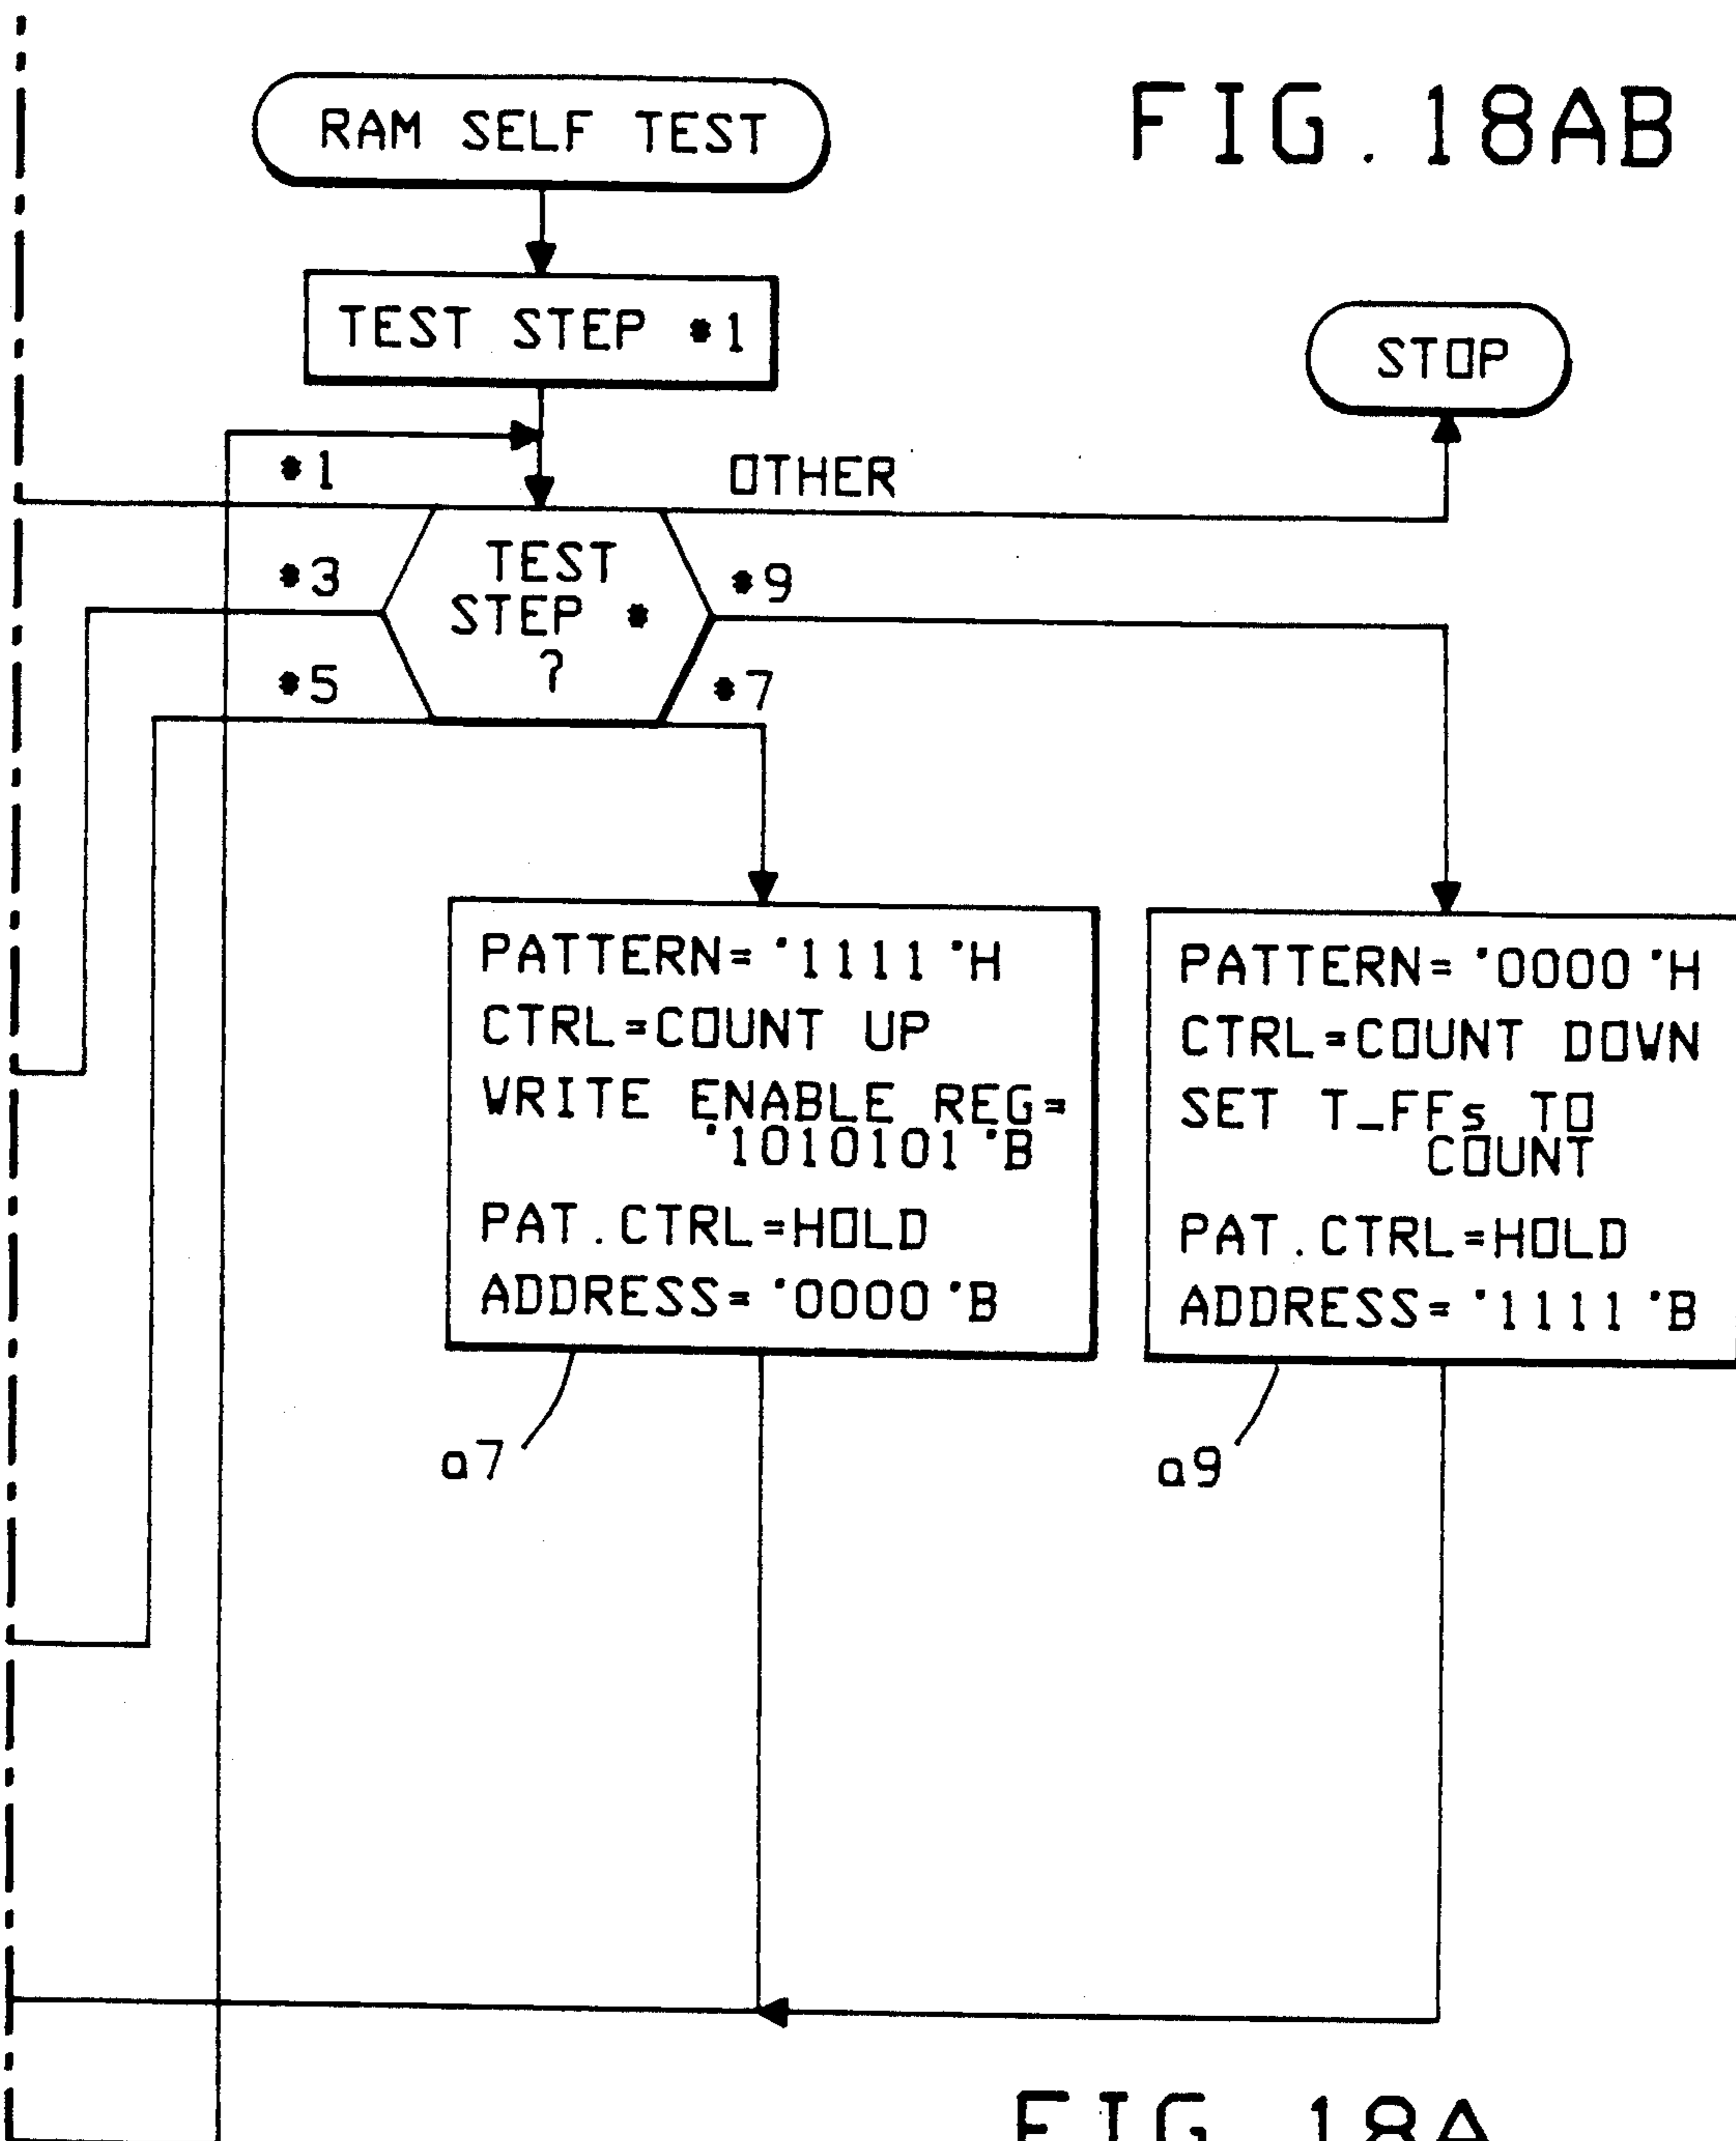 FIG. 18AB
RAM SELF TEST
TEST STEP #1
STOP
#1
OTHER
#3
TEST
STEP #
?
#9
#5
#7
PATTERN='1111'H
CTRL=COUNT UP
WRITE ENABLE REG=
'1010101'B
PAT.CTRL=HOLD
ADDRESS='0000'B
a7
PATTERN='0000'H
CTRL=COUNT DOWN
SET T_FFs TO
COUNT
PAT.CTRL=HOLD
ADDRESS='1111'B
a9
FIG. 18A